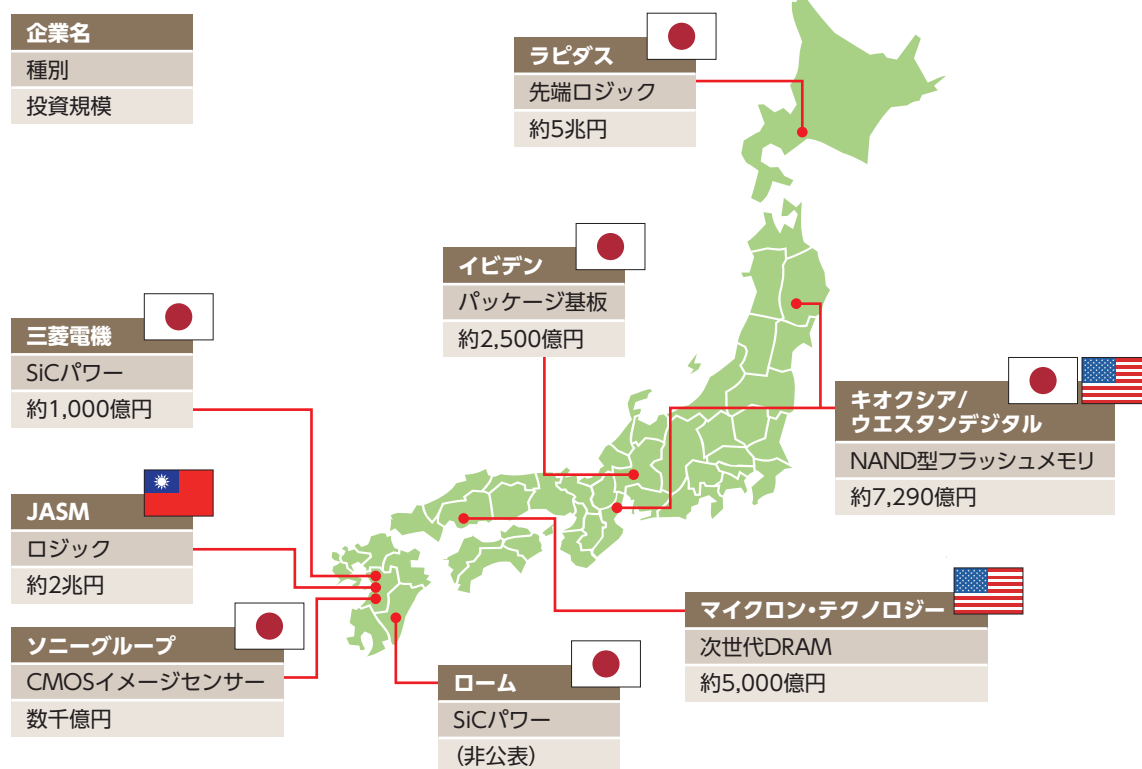 企業名
種別
投資規模
ラピダス
先端ロジック
約5兆円
イビデン
パッケージ基板
約2,500億円
三菱電機
SiCパワー
約1,000億円
キオクシア/
ウエスタンデジタル
NAND型フラッシュメモリ
約7,290億円
JASM
ロジック
約2兆円
マイクロン・テクノロジー
次世代DRAM
約5,000億円
ソニーグループ
CMOSイメージセンサー
数千億円
ローム
SiCパワー
(非公表)